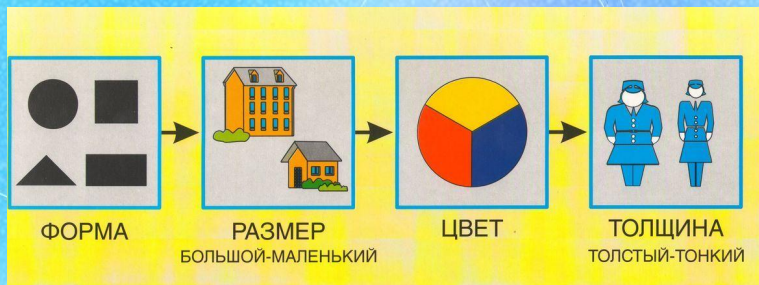 ФОРМА
РАЗМЕР
БОЛЬШОЙ-МАЛЕНЬКИЙ
ЦВЕТ
ТОЛЩИНА
ТОЛСТЫЙ-ТОНКИЙ